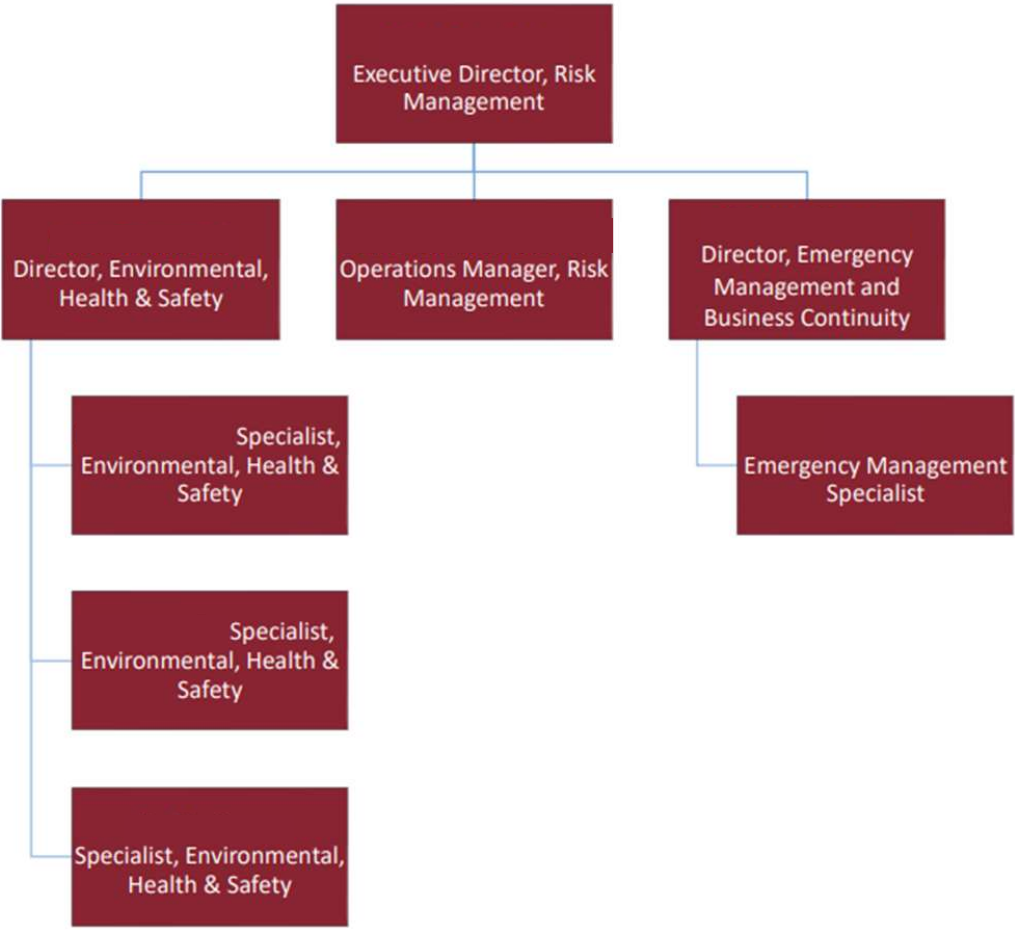 Executive Director, Risk
Management
Director, Environmental,
Health & Safety
Operations Manager, Risk
Management
Director, Emergency
Management and
Business Continuity
Specialist,
Environmental, Health &
Safety
Emergency Management
Specialist
Specialist,
Environmental, Health &
Safety
Specialist, Environmental,
Health & Safety